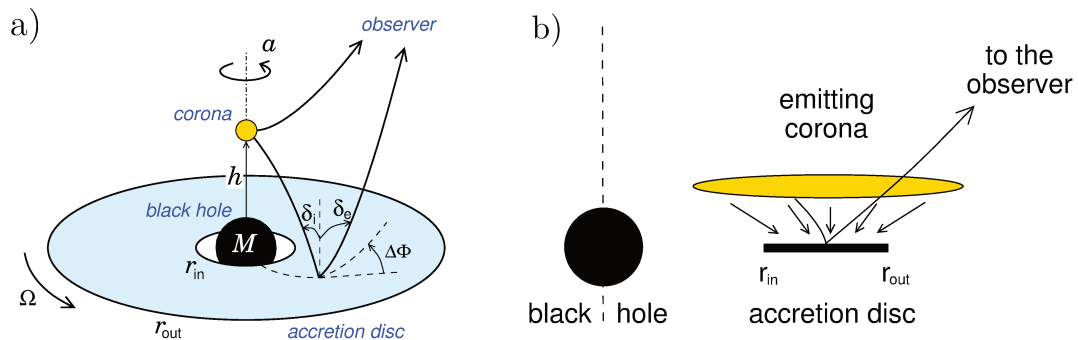 a)
observer
a
corona
h
black hole
δi
δe
M
ΔΦ
rin
Ω
rout
accretion disc
b)
to the
observer
emitting
corona
rin
rout
black hole
accretion disc